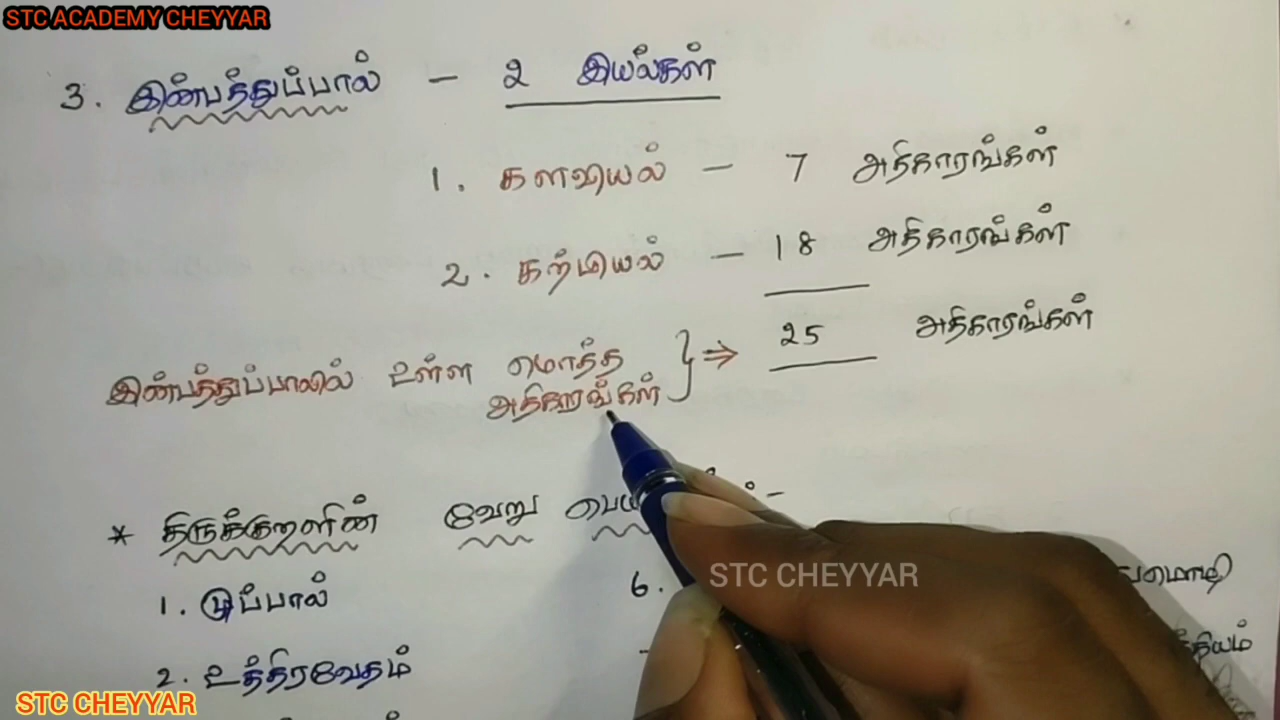 STC ACADEMY CHEYYAR
3. இன்பத்துப்பால் - 2 இயல்கள்
1. களவியல் - 7 அதிகாரங்கள்
2. கற்பியல் - 18 அதிகாரங்கள்
25 அதிகாரங்கள்
இன்பத்துப்பாலில் உள்ள மொத்த
அதிகாரங்கள் } ⇒
* திருக்குறளின் வேறு
1. முப்பால்
6.
2. உத்திரவேதம்
STC CHEYYAR
STC CHEYYAR